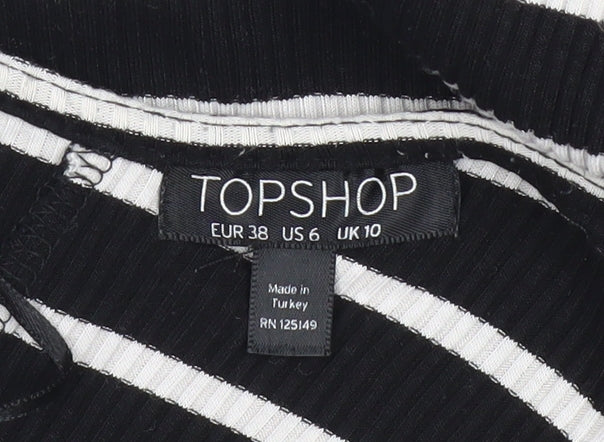 TOPSHOP
EUR 38 US 6 UK 10
Made in
Turkey
RN 125149